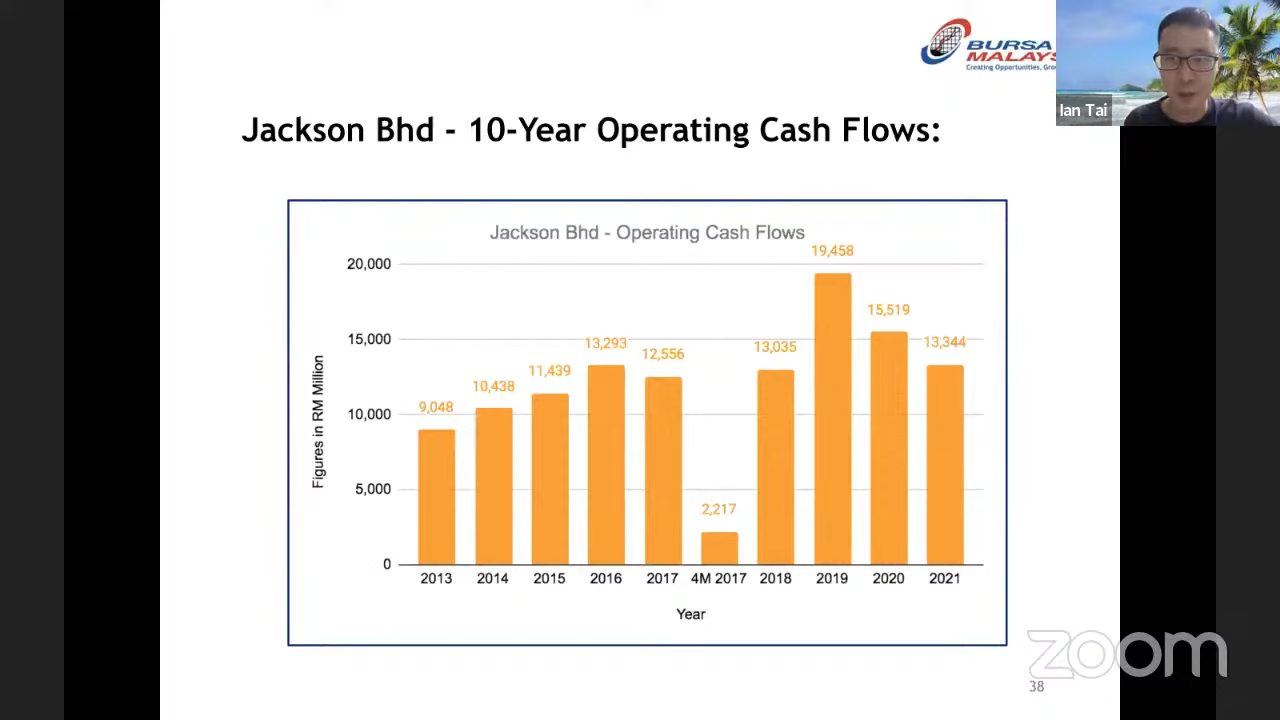 BURSA
MALAYS
Creating Opportunities, Gro
Ian Tai
Jackson Bhd - 10-Year Operating Cash Flows:
Jackson Bhd - Operating Cash Flows
Figures in RM Million
20,000
15,000
10,000
5,000
0
9,048
10,438
11,439
13,293
12,556
2,217
13,035
19,458
15,519
13,344
2013 2014 2015 2016 2017 4M 2017 2018 2019 2020 2021
Year
zoom
38